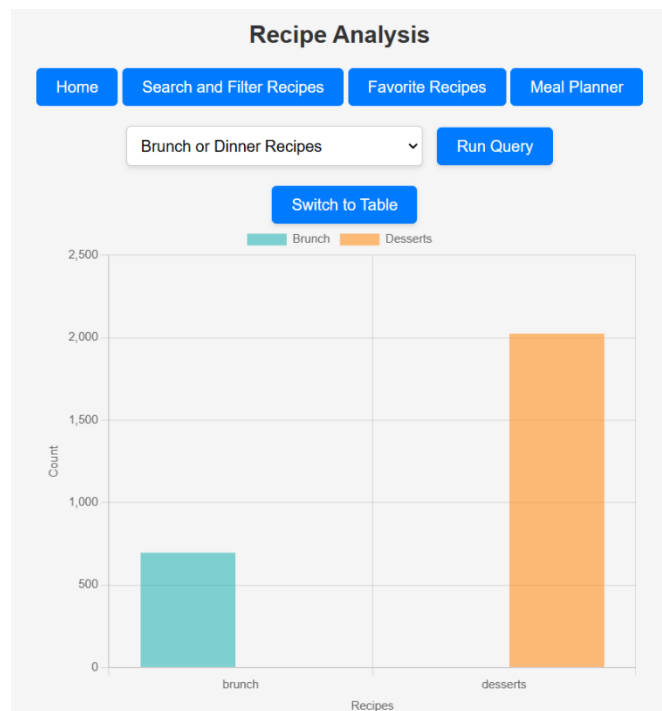 Recipe Analysis
Home Search and Filter Recipes Favorite Recipes Meal Planner
Brunch or Dinner Recipes Run Query
Switch to Table
Brunch Desserts
2,500
2,000
1,500
1,000
500
0
Count
brunch desserts
Recipes